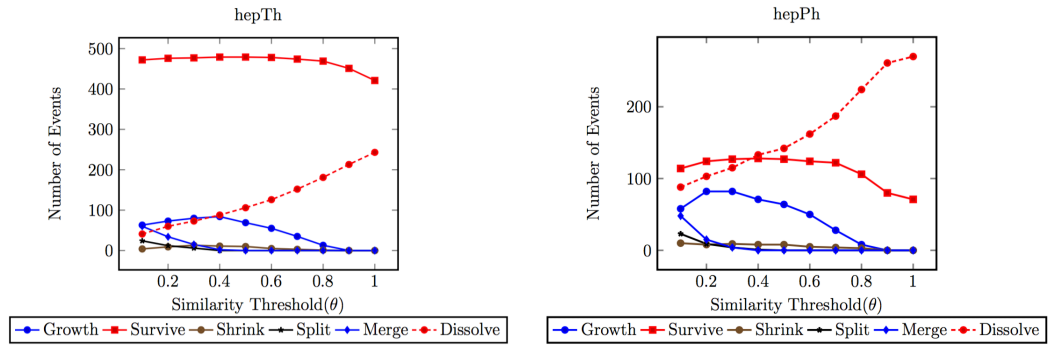 hepTh
Number of Events
500
400
300
200
100
0
0.2 0.4 0.6 0.8 1
Similarity Threshold(θ)
Growth Survive Shrink Split Merge Dissolve
hepPh
Number of Events
200
100
0
0.2 0.4 0.6 0.8 1
Similarity Threshold(θ)
Growth Survive Shrink Split Merge Dissolve